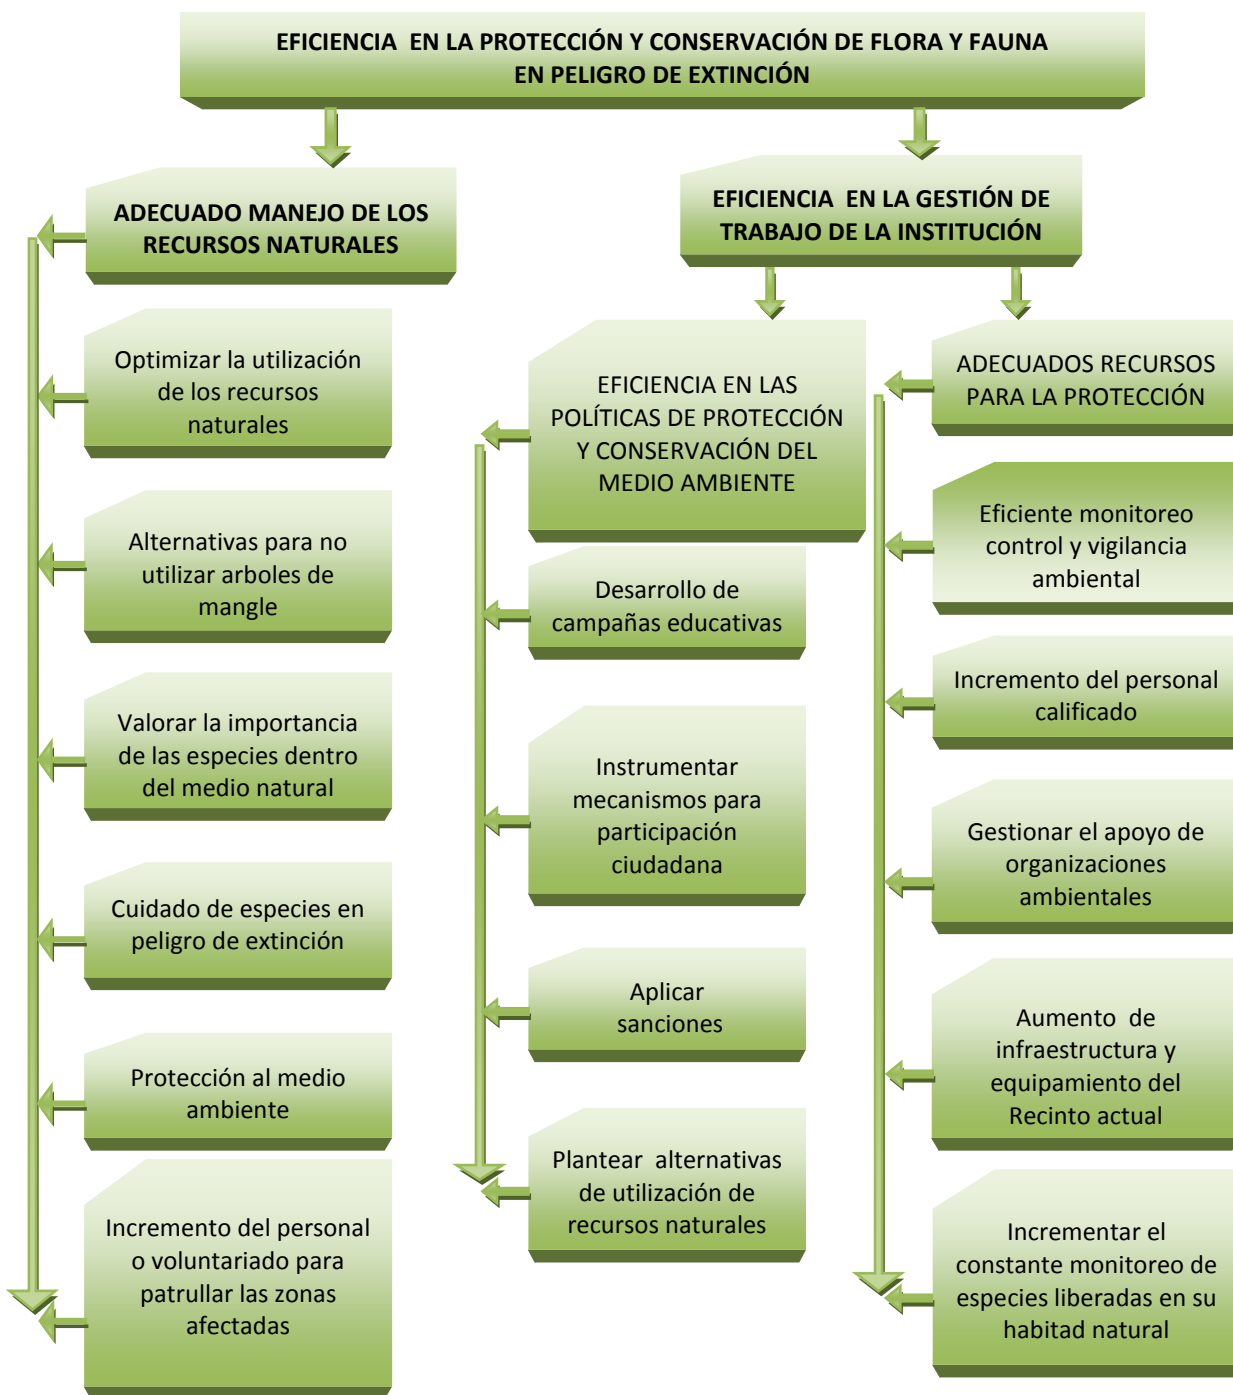 EFICIENCIA EN LA PROTECCIÓN Y CONSERVACIÓN DE FLORA Y FAUNA
EN PELIGRO DE EXTINCIÓN
ADECUADO MANEJO DE LOS
RECURSOS NATURALES
Optimizar la utilización
de los recursos
naturales
Alternativas para no
utilizar arboles de
mangle
Valorar la importancia
de las especies dentro
del medio natural
Cuidado de especies en
peligro de extinción
Protección al medio
ambiente
Incremento del personal
o voluntariado para
patrullar las zonas
afectadas
EFICIENCIA EN LA GESTIÓN DE
TRABAJO DE LA INSTITUCIÓN
EFICIENCIA EN LAS
POLÍTICAS DE PROTECCIÓN
Y CONSERVACIÓN DEL
MEDIO AMBIENTE
Desarrollo de
campañas educativas
Instrumentar
mecanismos para
participación
ciudadana
Aplicar
sanciones
Plantear alternativas
de utilización de
recursos naturales
ADECUADOS RECURSOS
PARA LA PROTECCIÓN
Eficiente monitoreo
control y vigilancia
ambiental
Incremento del personal
calificado
Gestionar el apoyo de
organizaciones
ambientales
Aumento de
infraestructura y
equipamiento del
Recinto actual
Incrementar el
constante monitoreo de
especies liberadas en su
habitad natural